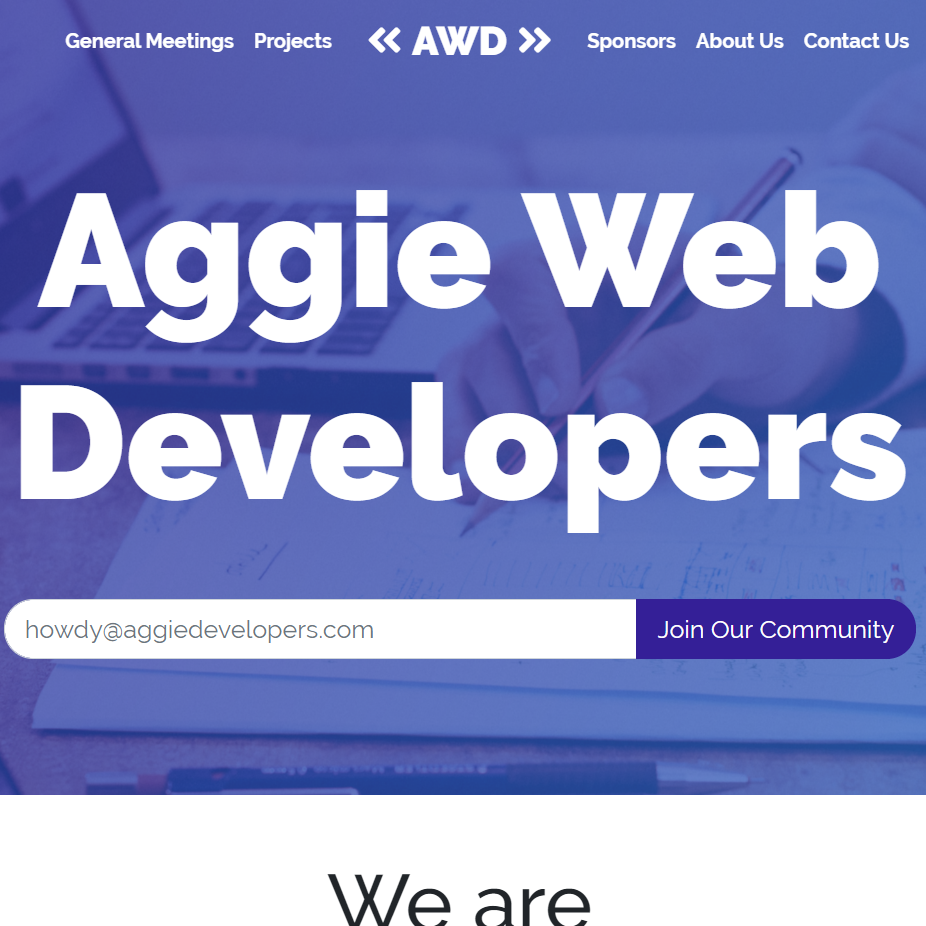 General Meetings Projects « AWD » Sponsors About Us Contact Us
Aggie Web
Developers
howdy@aggiedevelopers.com Join Our Community
We are